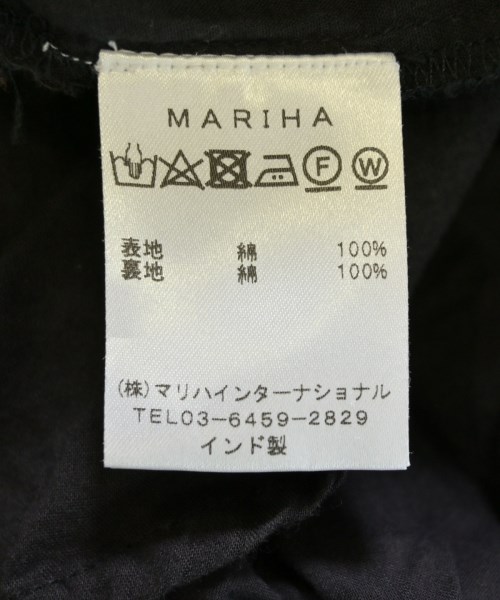 MARIHA
F W
表地 綿 100%
裏地 綿 100%
(株)マリハインターナショナル
TEL03-6459-2829
インド製